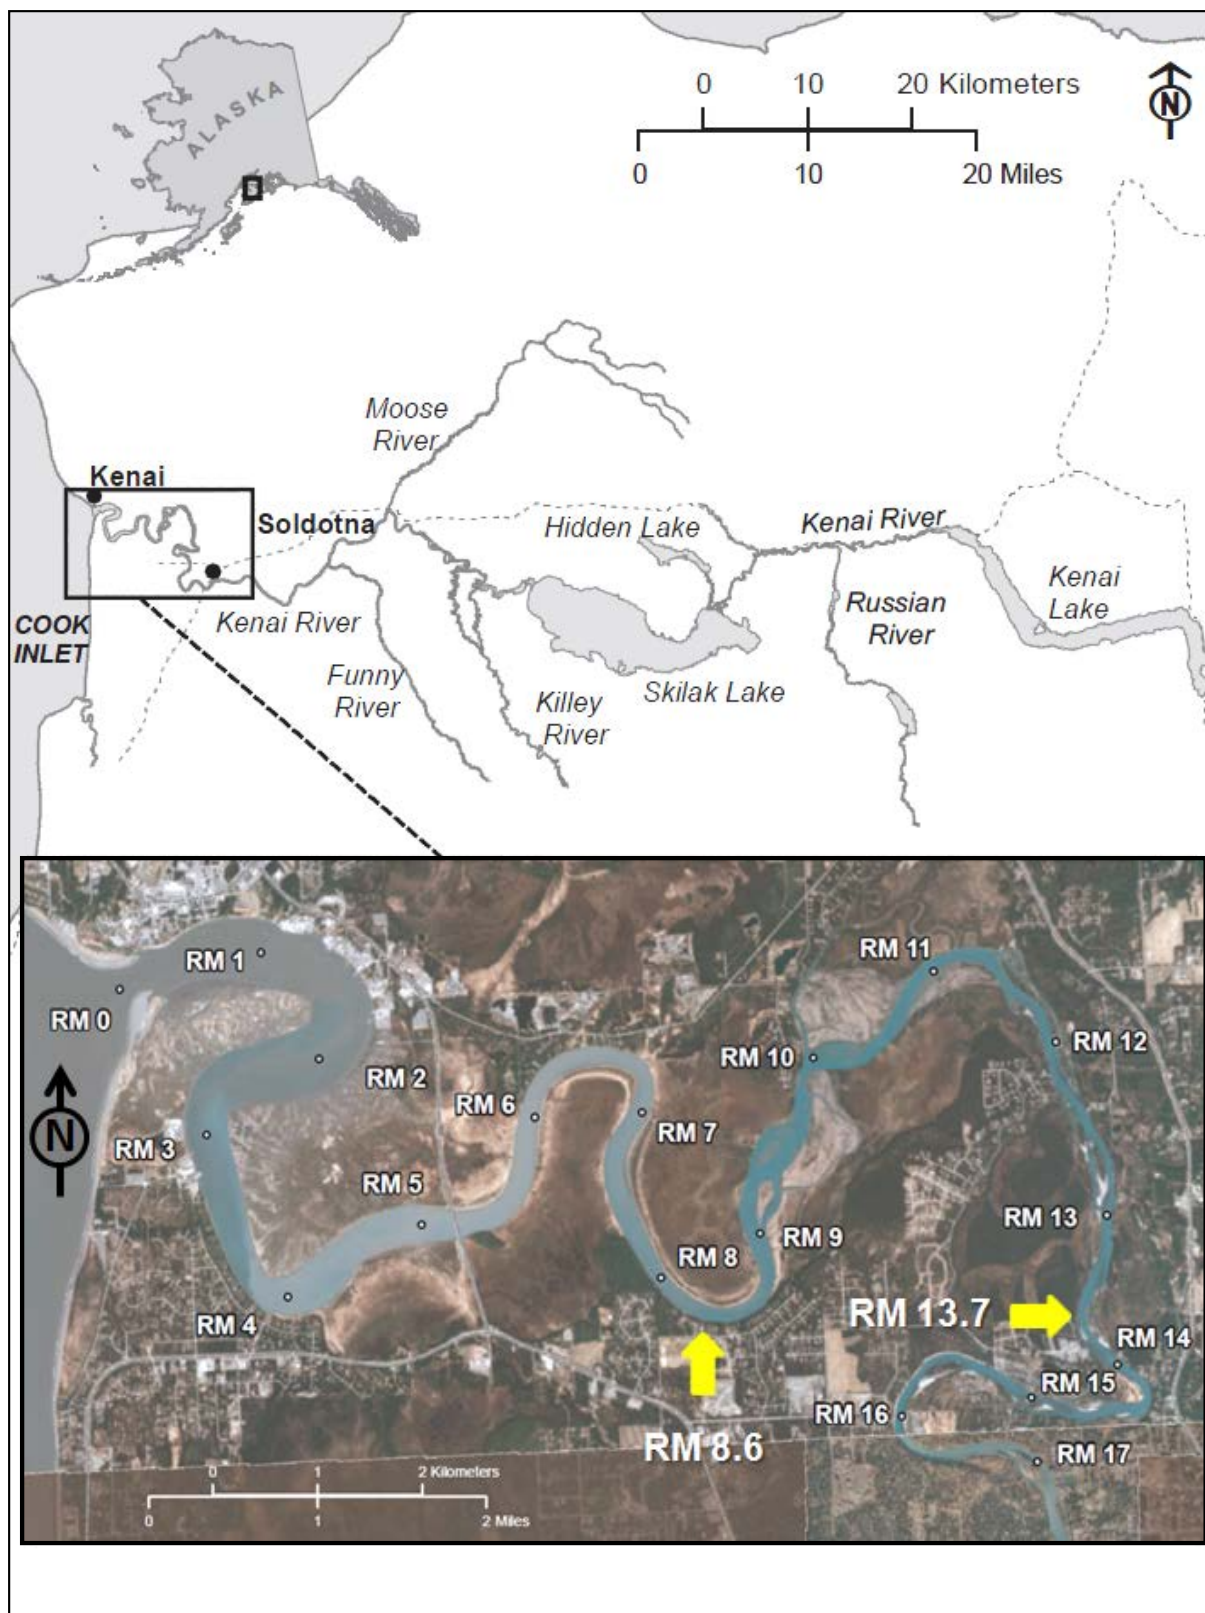 ALASKA
0 10 20 Kilometers
0 10 20 Miles
N
Moose
River
Kenai
Soldotna
Hidden Lake
Kenai River
Kenai
Lake
Russian
River
COOK
INLET
Kenai River
Funny
River
Killey
River
Skilak Lake
RM 0
RM 1
RM 2
RM 3
RM 4
RM 5
RM 6
RM 7
RM 8
RM 9
RM 10
RM 11
RM 12
RM 13
RM 13.7
RM 14
RM 15
RM 16
RM 17
RM 8.6
N
0 1 2 Kilometers
0 1 2 Miles